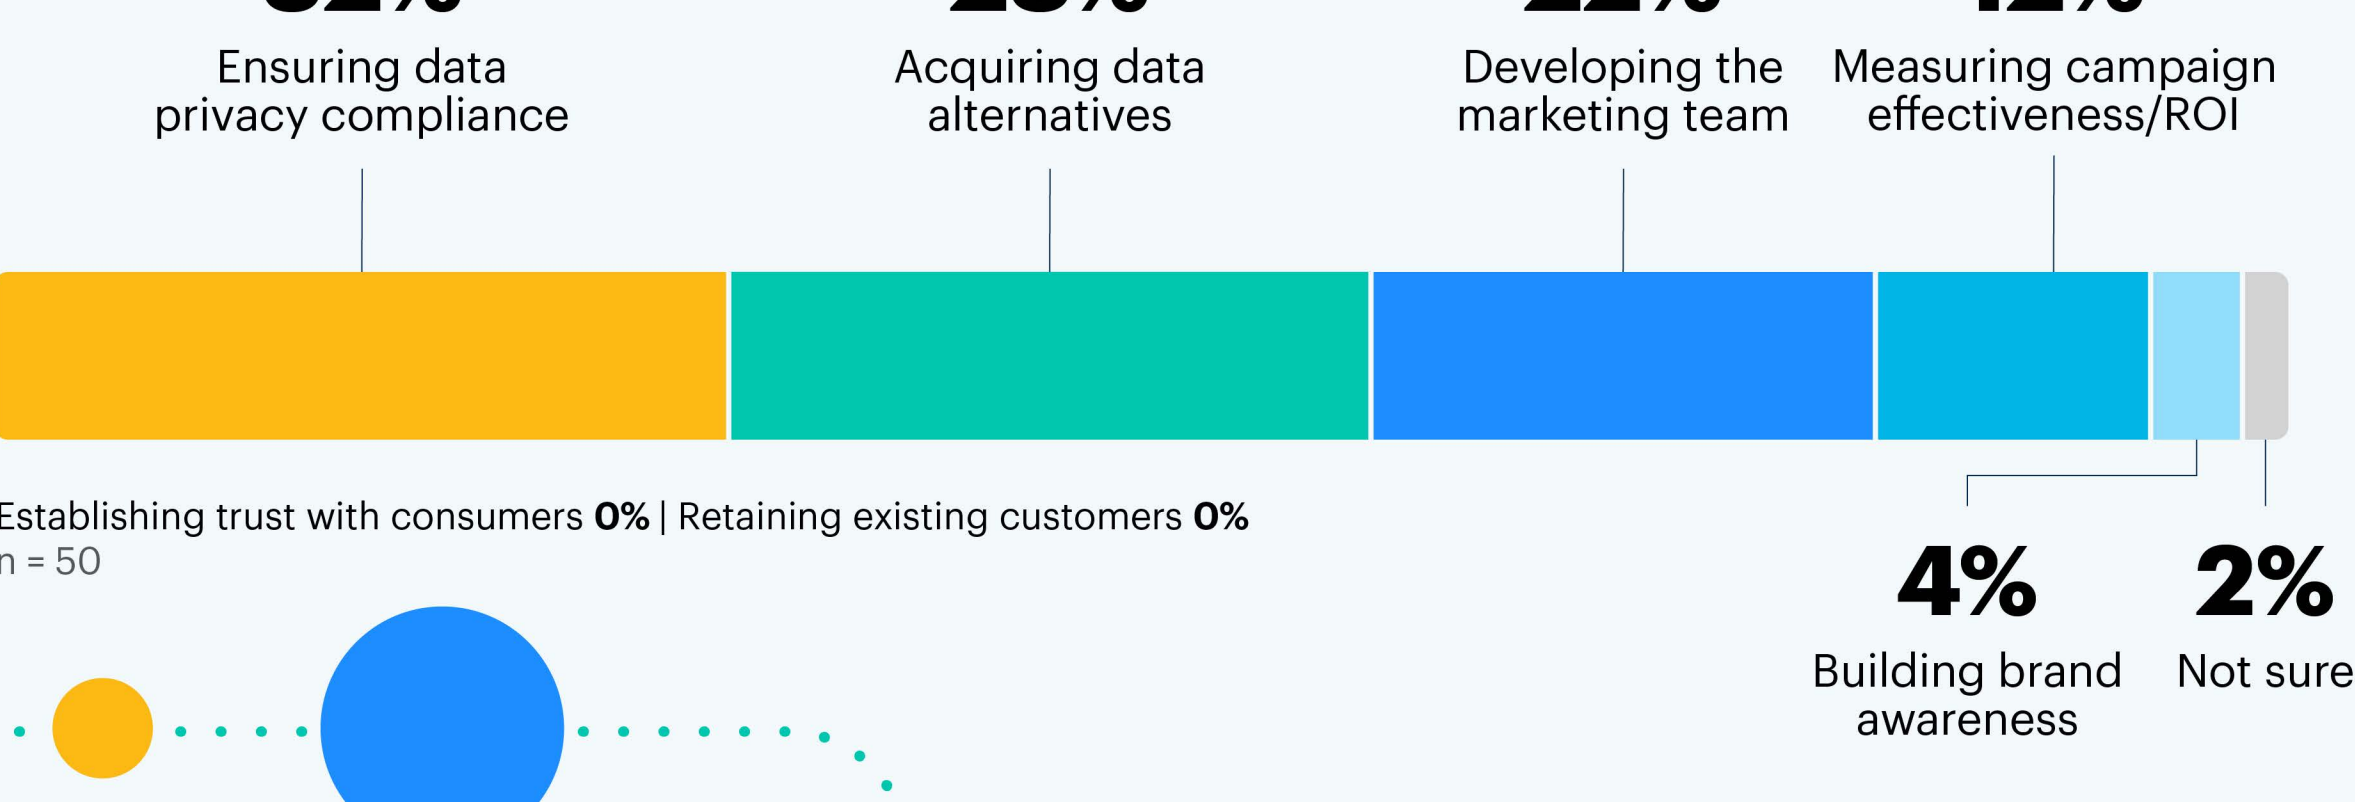 Ensuring data
privacy compliance
Acquiring data
alternatives
Developing the
marketing team
Measuring campaign
effectiveness/ROI
Establishing trust with consumers 0% | Retaining existing customers 0%
n = 50
4%
Building brand
awareness
2%
Not sure